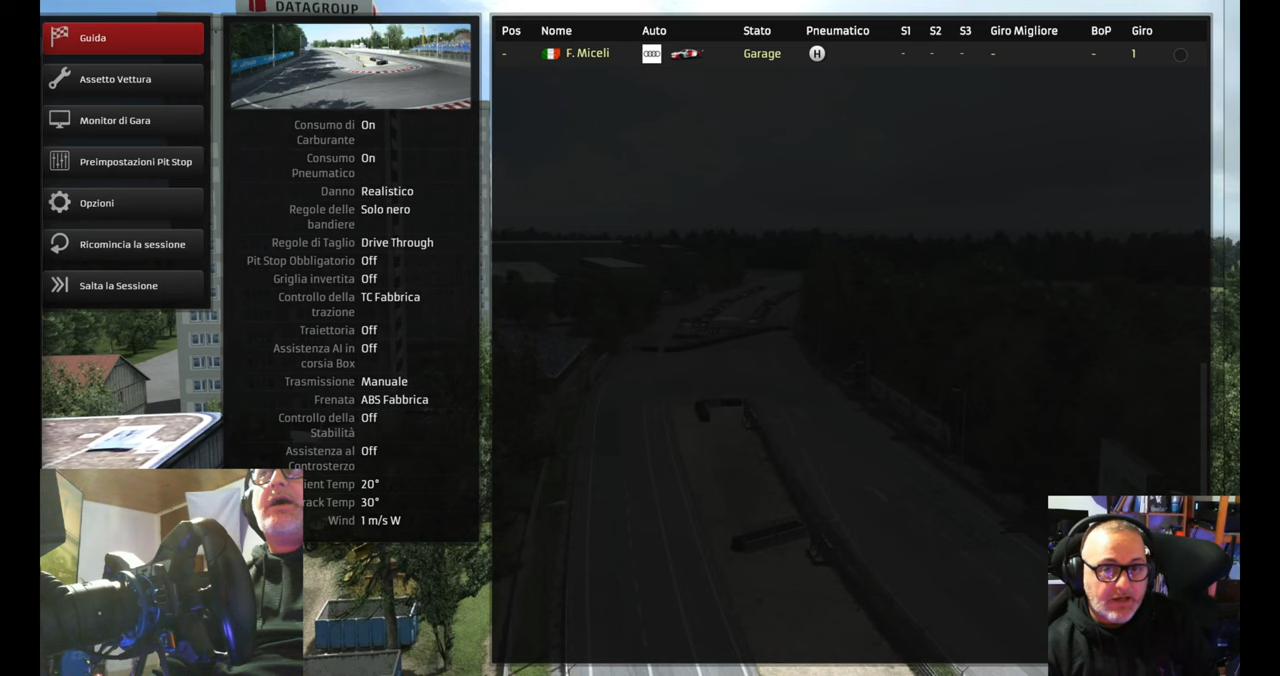 DATAGROUP
Guida
Assetto Vettura
Monitor di Gara
Preimpostazioni Pit Stop
Opzioni
Ricomincia la sessione
Salta la Sessione
Consumo di Carburante On
Consumo Pneumatico On
Danno Realistico
Regole delle bandiere Solo nero
Regole di Taglio Drive Through
Pit Stop Obbligatorio Off
Griglia invertita Off
Controllo della trazione TC Fabbrica
Traiettoria Off
Assistenza AI in corsia Box Off
Trasmissione Manuale
Frenata ABS Fabbrica
Controllo della Stabilità Off
Assistenza al Controsterzo Off
ient Temp 20°
rack Temp 30°
Wind 1 m/s W
Pos Nome Auto Stato Pneumatico S1 S2 S3 Giro Migliore BoP Giro
- F. Miceli Garage H - - - - - 1